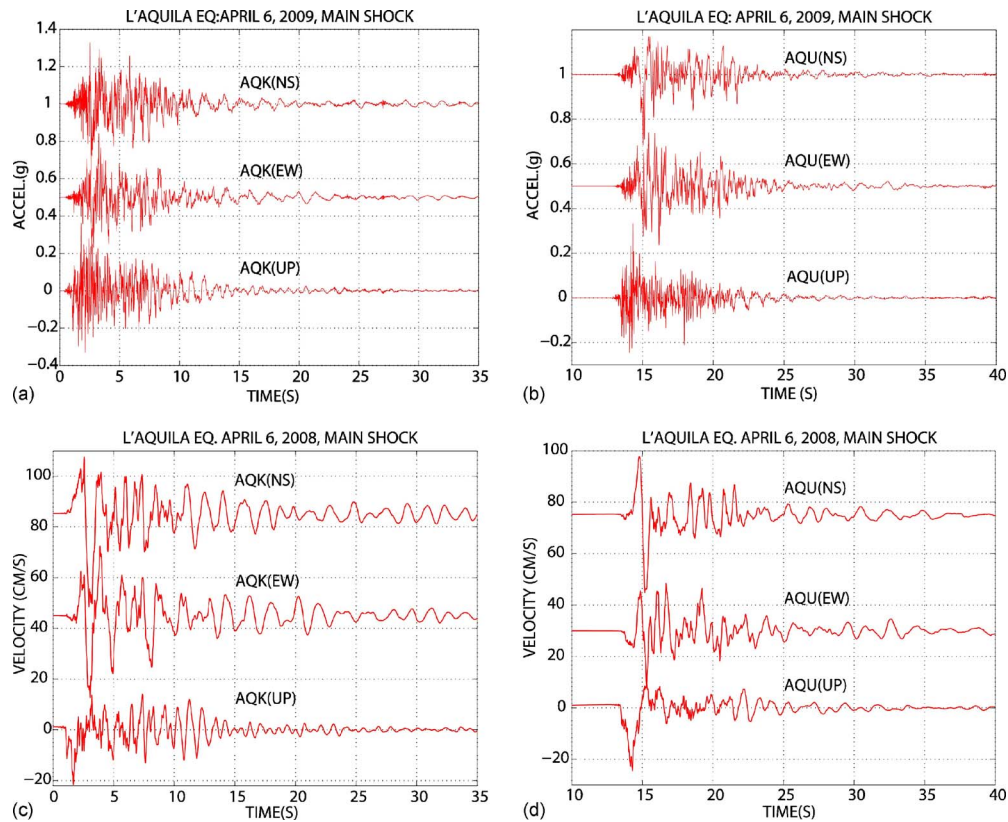 L'AQUILA EQ:APRIL 6, 2009, MAIN SHOCK
1.4
1.2
1
0.8
0.6
0.4
0.2
0
−0.2
−0.4
ACCEL.(g)
AQK(NS)
AQK(EW)
AQK(UP)
0 5 10 15 20 25 30 35
TIME(S)
(a)
L'AQUILA EQ: APRIL 6, 2009, MAIN SHOCK
1
0.8
0.6
0.4
0.2
0
−0.2
ACCEL.(g)
AQU(NS)
AQU(EW)
AQU(UP)
10 15 20 25 30 35 40
TIME (S)
(b)
L'AQUILA EQ. APRIL 6, 2008, MAIN SHOCK
100
80
60
40
20
0
−20
VELOCITY (CM/S)
AQK(NS)
AQK(EW)
AQK(UP)
0 5 10 15 20 25 30 35
TIME(S)
(c)
L'AQUILA EQ. APRIL 6, 2008, MAIN SHOCK
100
80
60
40
20
0
−20
VELOCITY (CM/S)
AQU(NS)
AQU(EW)
AQU(UP)
10 15 20 25 30 35 40
TIME(S)
(d)